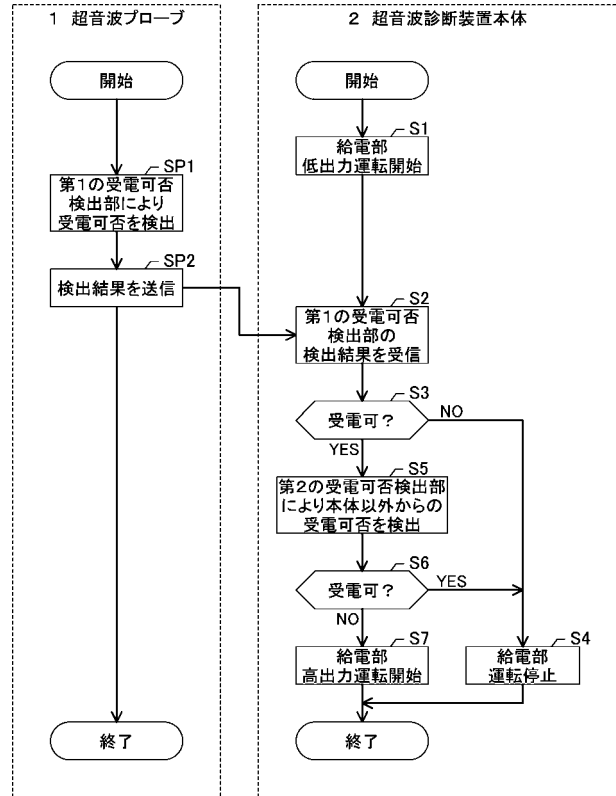 1 超音波プローブ
開始
SP1
第1の受電可否
検出部により
受電可否を検出
SP2
検出結果を送信
終了
2 超音波診断装置本体
開始
S1
給電部
低出力運転開始
S2
第1の受電可否
検出部の
検出結果を受信
S3
受電可?
NO
YES
S5
第2の受電可否検出部
により本体以外からの
受電可否を検出
S6
受電可?
YES
NO
S7
給電部
高出力運転開始
S4
給電部
運転停止
終了